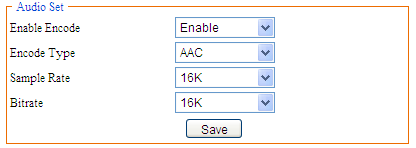 Audio Set
Enable Encode Enable
Encode Type AAC
Sample Rate 16K
Bitrate 16K
Save